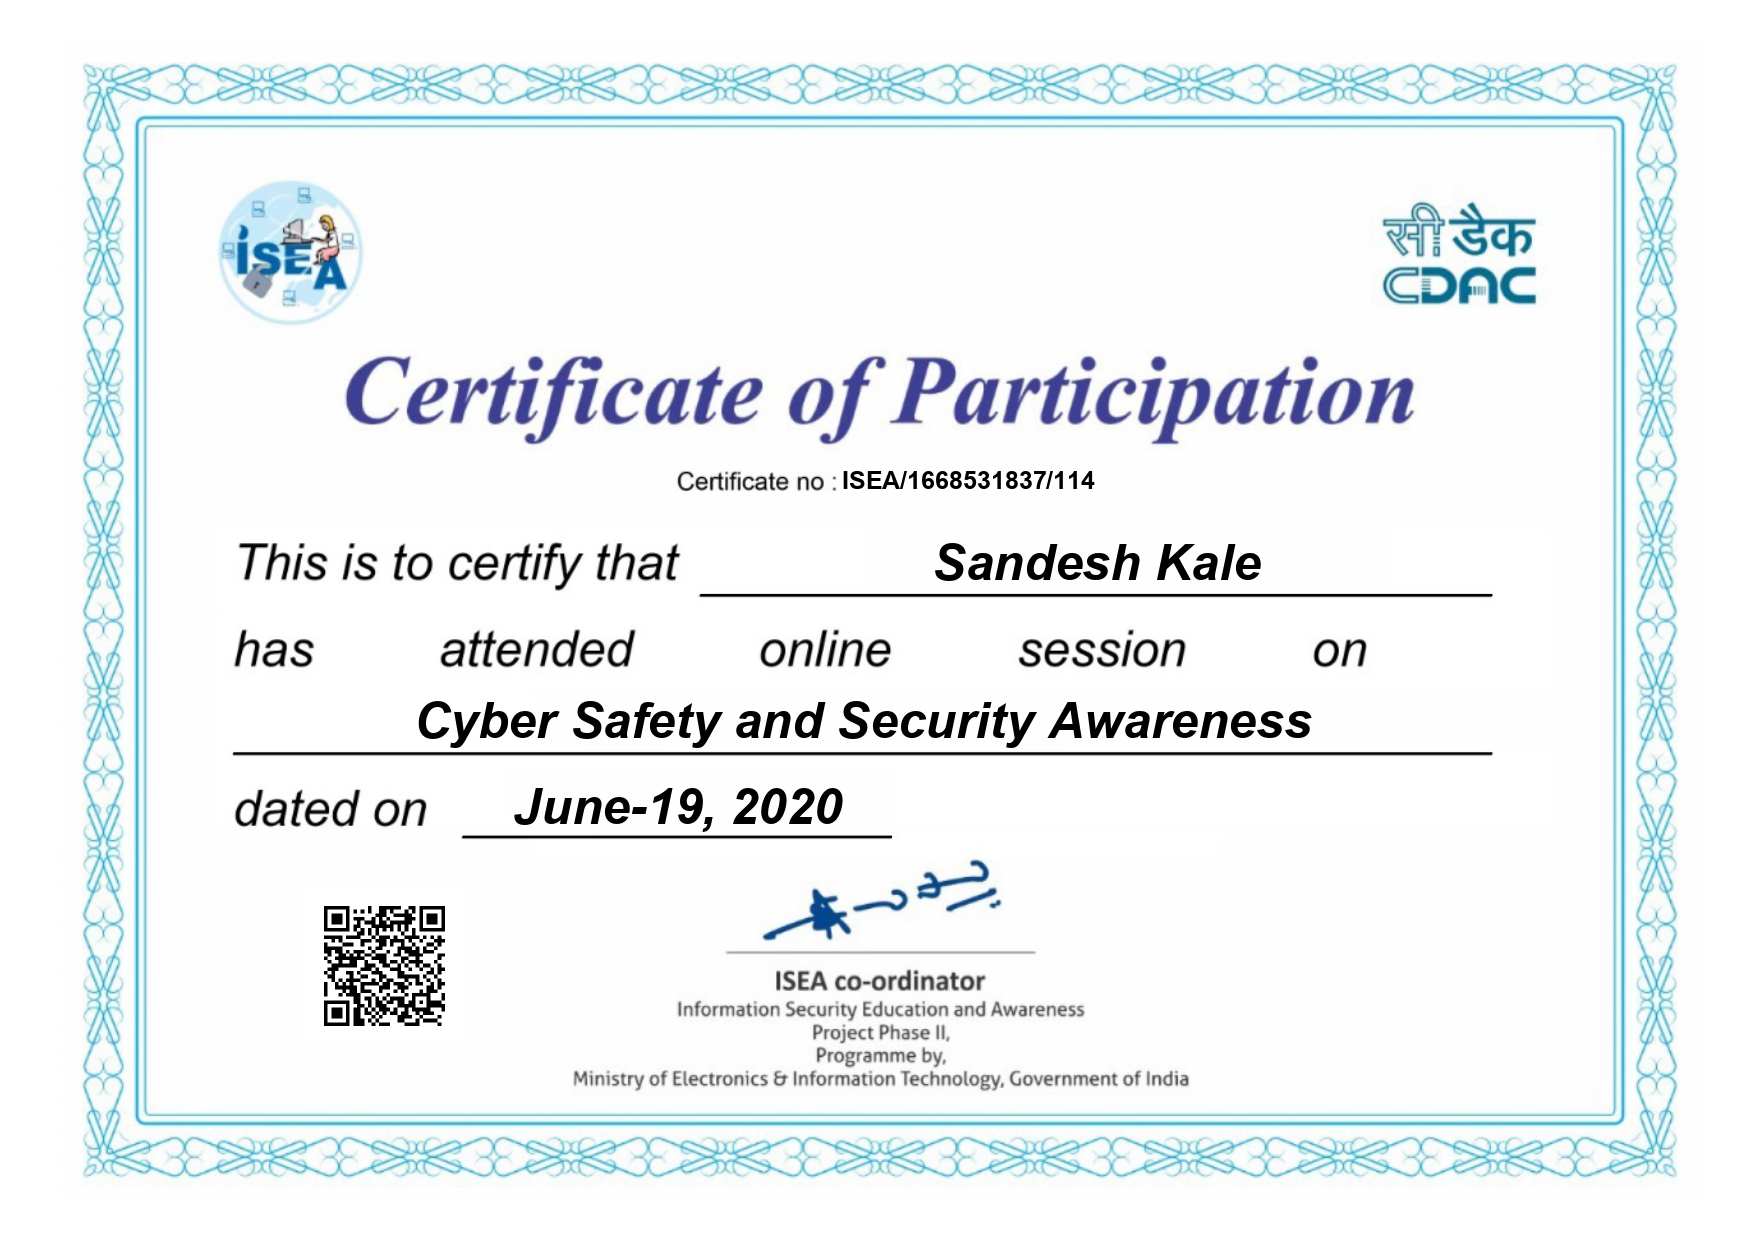 iSEA
सी डैक
CDAC
Certificate of Participation
Certificate no : ISEA/1668531837/114
This is to certify that Sandesh Kale
has attended online session on
Cyber Safety and Security Awareness
dated on June-19, 2020
ISEA co-ordinator
Information Security Education and Awareness
Project Phase II,
Programme by,
Ministry of Electronics & Information Technology, Government of India